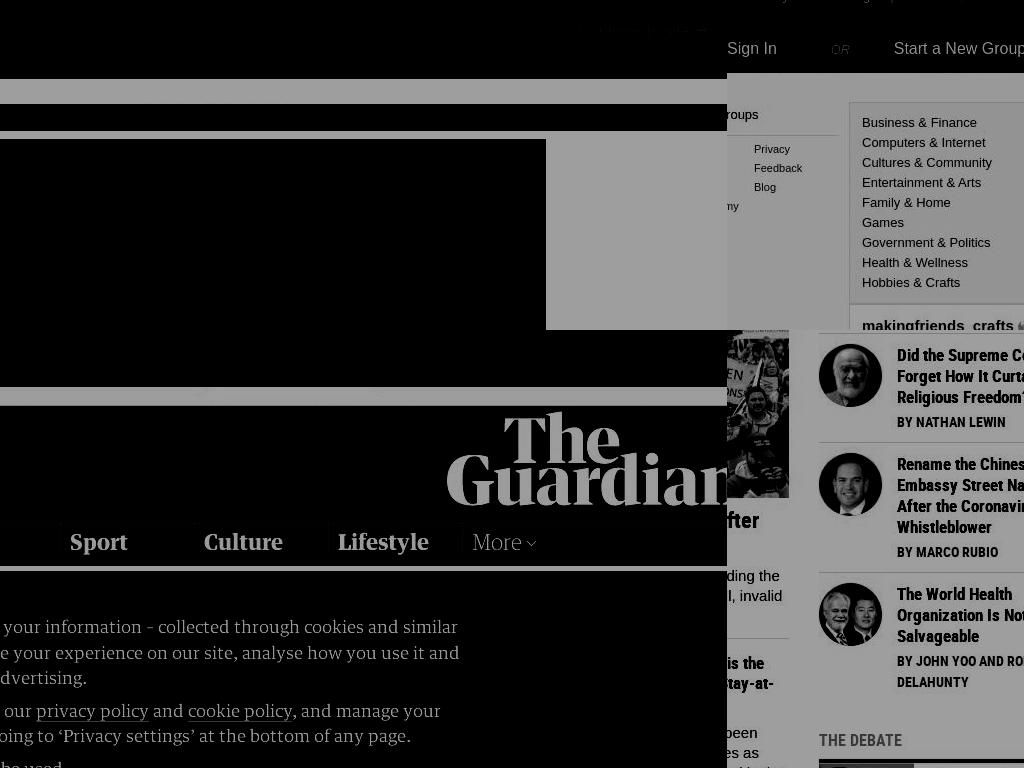 Sign In
OR
Start a New Group
roups
Privacy
Feedback
Blog
my
Business & Finance
Computers & Internet
Cultures & Community
Entertainment & Arts
Family & Home
Games
Government & Politics
Health & Wellness
Hobbies & Crafts
makingfriends_crafts
The
Guardian
Sport
Culture
Lifestyle
More
your information – collected through cookies and similar
e your experience on our site, analyse how you use it and
dvertising.
our privacy policy and cookie policy, and manage your
oing to ‘Privacy settings’ at the bottom of any page.
be used
EN
ONS
fter
ding the
l, invalid
is the
Stay-at-
been
es as
Did the Supreme Co
Forget How It Curta
Religious Freedom?
BY NATHAN LEWIN
Rename the Chines
Embassy Street Na
After the Coronavir
Whistleblower
BY MARCO RUBIO
The World Health
Organization Is Not
Salvageable
BY JOHN YOO AND RO
DELAHUNTY
THE DEBATE